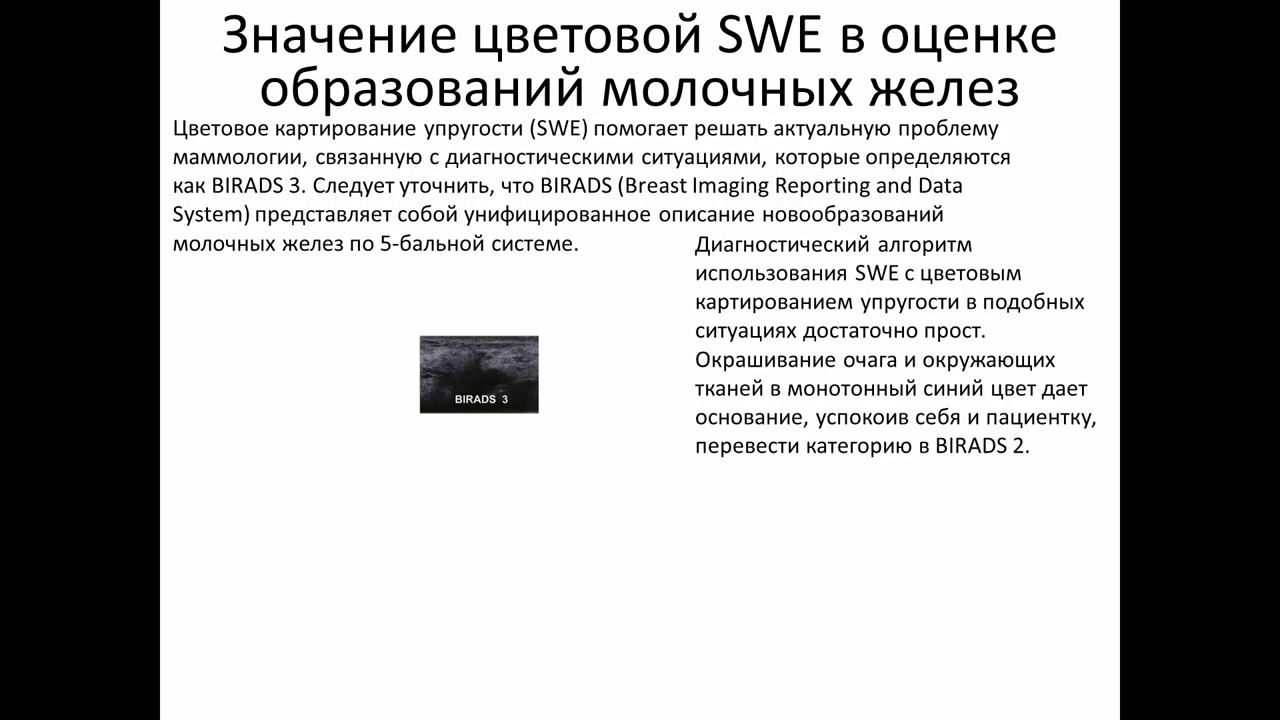 Значение цветовой SWE в оценке
образований молочных желез
Цветовое картирование упругости (SWE) помогает решать актуальную проблему
маммологии, связанную с диагностическими ситуациями, которые определяются
как BIRADS 3. Следует уточнить, что BIRADS (Breast Imaging Reporting and Data
System) представляет собой унифицированное описание новообразований
молочных желез по 5-бальной системе.
Диагностический алгоритм
использования SWE с цветовым
картированием упругости в подобных
ситуациях достаточно прост.
Окрашивание очага и окружающих
тканей в монотонный синий цвет дает
основание, успокоив себя и пациентку,
перевести категорию в BIRADS 2.
BIRADS 3